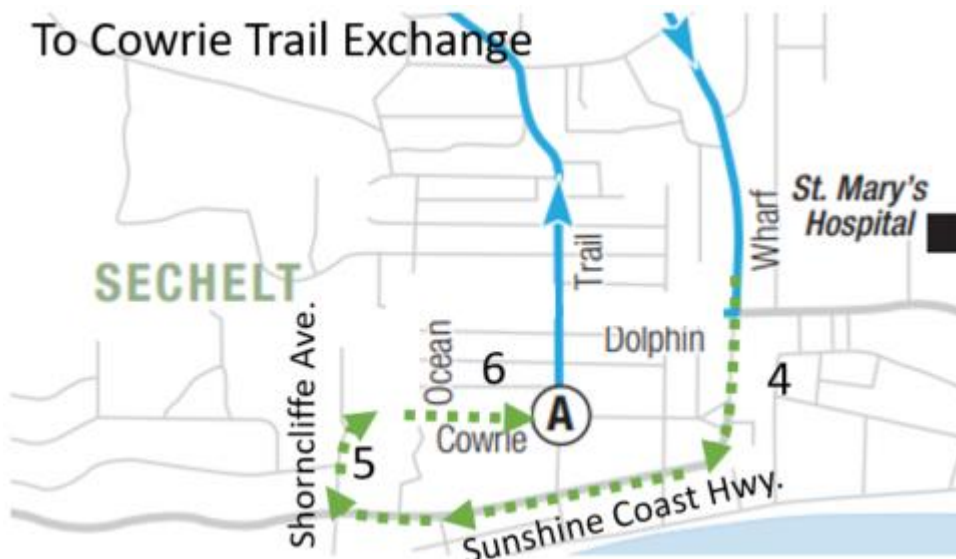 To Cowrie Trail Exchange
St. Mary's
Hospital
Wharf
Trail
SECHELT
Shorncliffe Ave.
Ocean
6
Dolphin
4
A
Cowrie
5
Sunshine Coast Hwy.